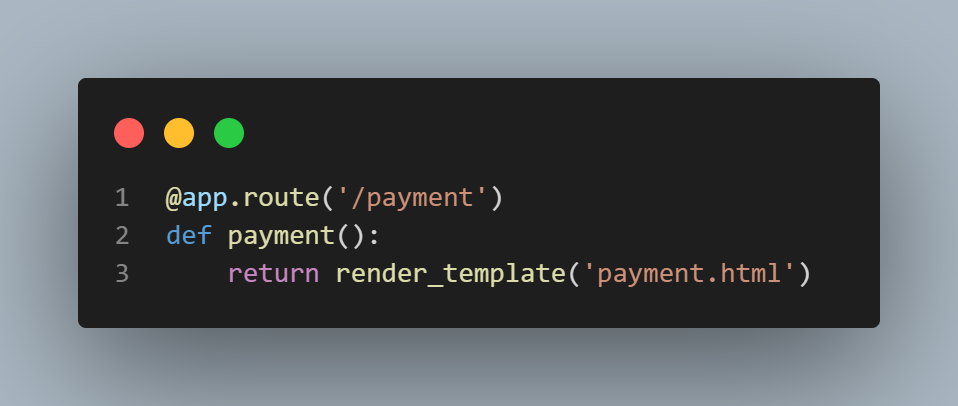 1 @app.route('/payment')
2 def payment():
3     return render_template('payment.html')